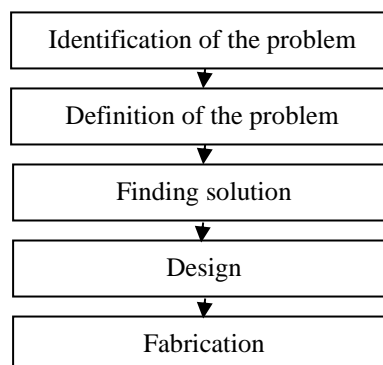 Identification of the problem
Definition of the problem
Finding solution
Design
Fabrication